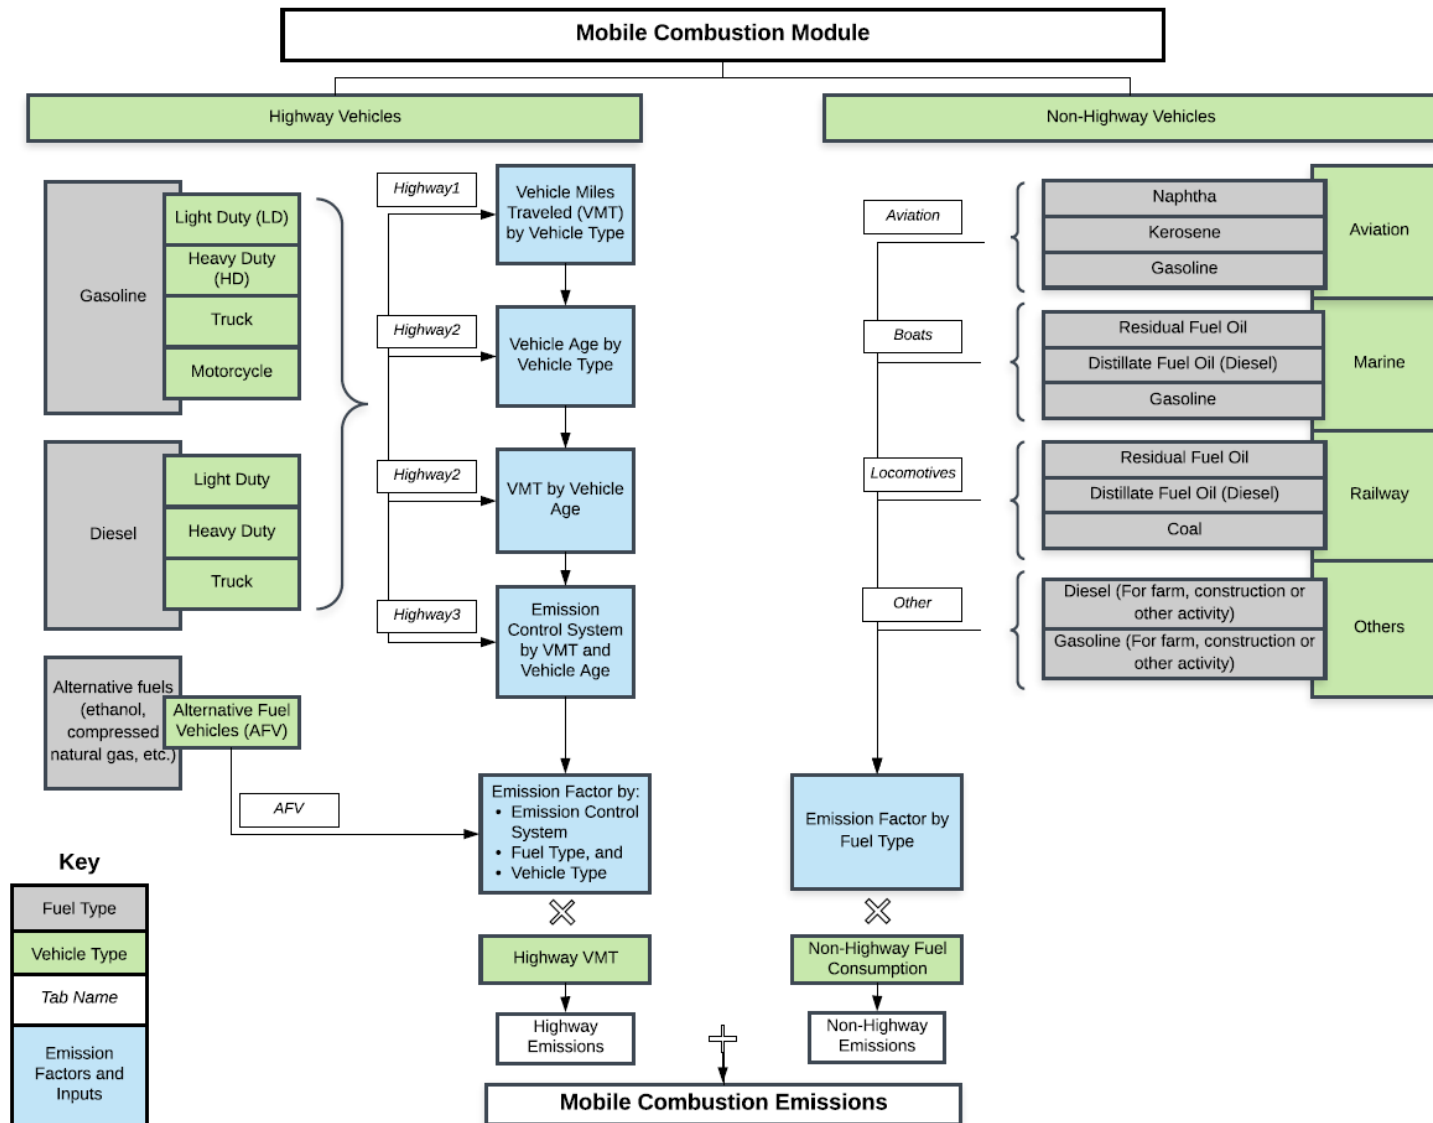 Mobile Combustion Module
Highway Vehicles
Non-Highway Vehicles
Gasoline
Light Duty (LD)
Heavy Duty
(HD)
Truck
Motorcycle
Diesel
Light Duty
Heavy Duty
Truck
Alternative fuels
(ethanol,
compressed
natural gas, etc.)
Alternative Fuel
Vehicles (AFV)
Highway1
Highway2
Highway2
Highway3
AFV
Vehicle Miles
Traveled (VMT)
by Vehicle Type
Vehicle Age by
Vehicle Type
VMT by Vehicle
Age
Emission
Control System
by VMT and
Vehicle Age
Emission Factor by:
• Emission Control
System
• Fuel Type, and
• Vehicle Type
Highway VMT
Highway
Emissions
Aviation
Boats
Locomotives
Other
Naphtha
Kerosene
Gasoline
Aviation
Residual Fuel Oil
Distillate Fuel Oil (Diesel)
Gasoline
Marine
Residual Fuel Oil
Distillate Fuel Oil (Diesel)
Coal
Railway
Diesel (For farm, construction or
other activity)
Gasoline (For farm, construction or
other activity)
Others
Emission Factor by
Fuel Type
Non-Highway Fuel
Consumption
Non-Highway
Emissions
Mobile Combustion Emissions
Key
Fuel Type
Vehicle Type
Tab Name
Emission
Factors and
Inputs